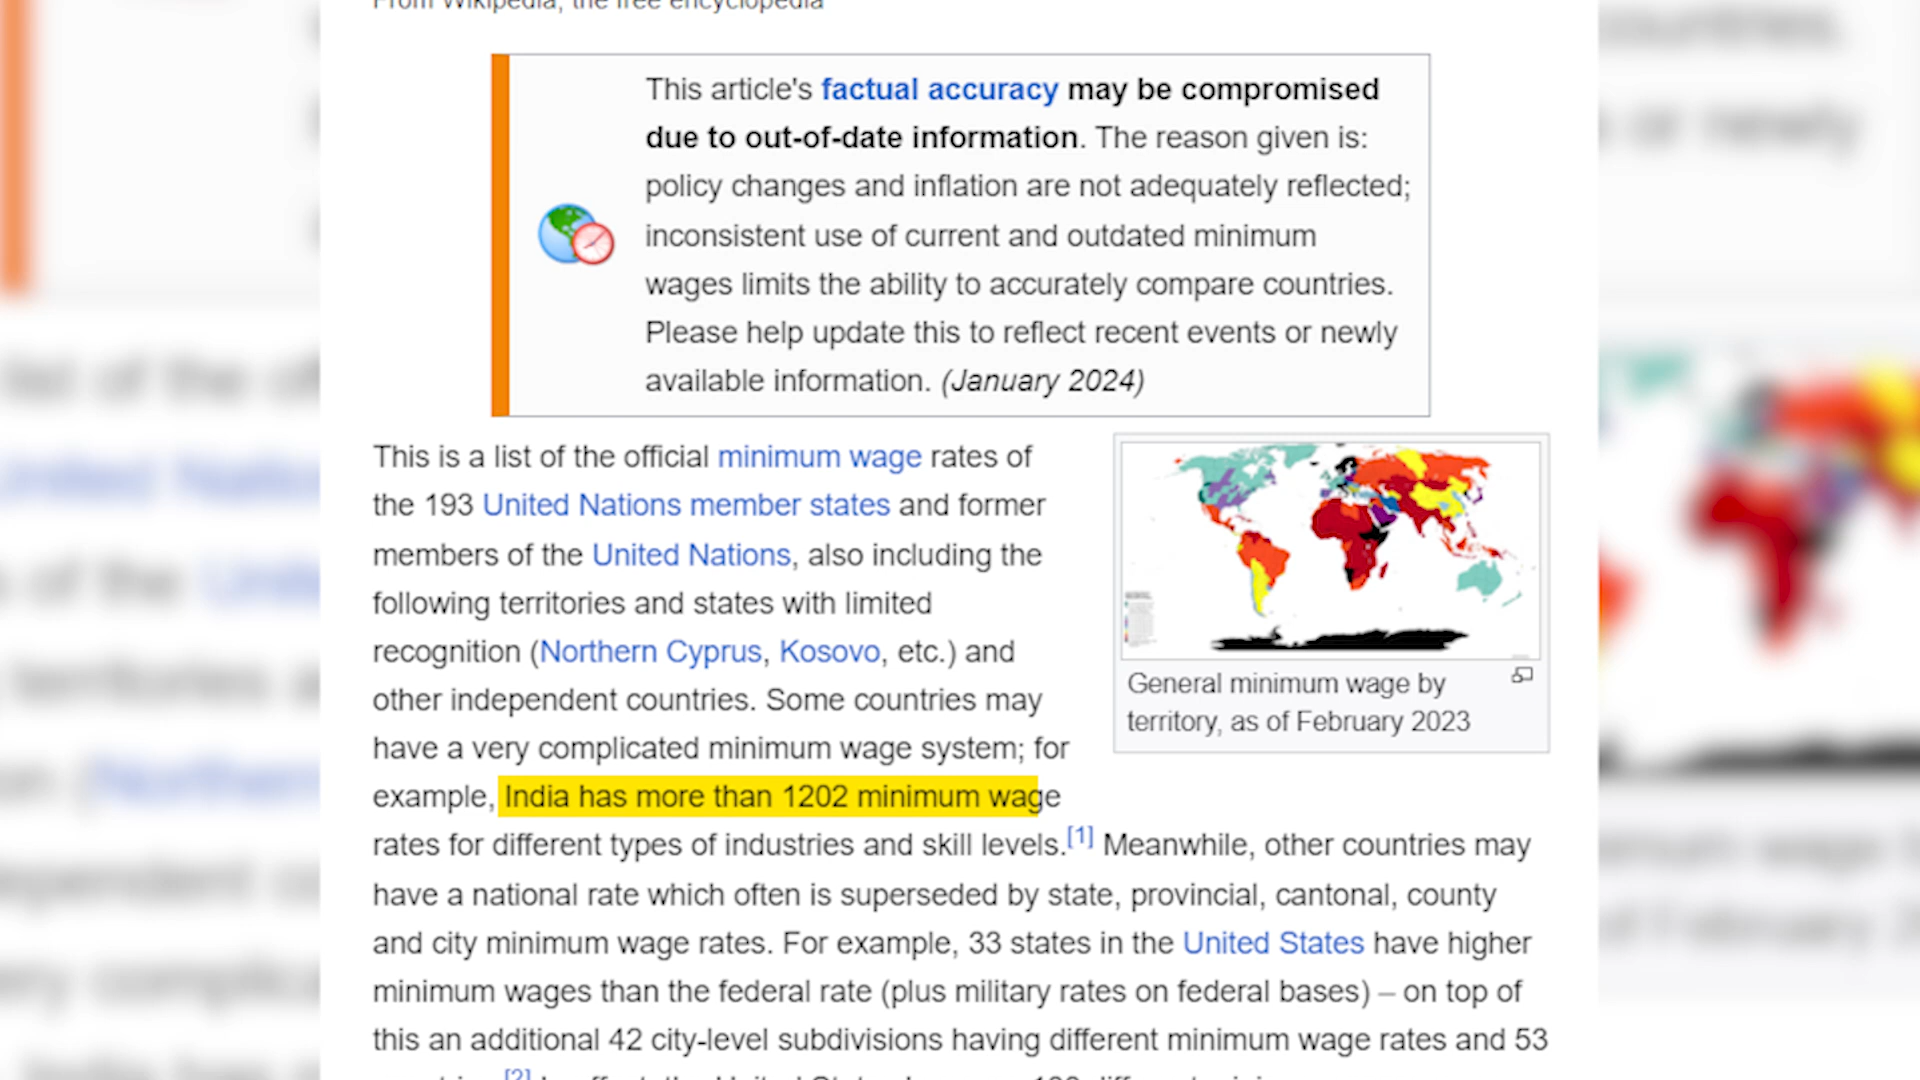 From Wikipedia, the free encyclopedia
This article's factual accuracy may be compromised
due to out-of-date information. The reason given is:
policy changes and inflation are not adequately reflected;
inconsistent use of current and outdated minimum
wages limits the ability to accurately compare countries.
Please help update this to reflect recent events or newly
available information. (January 2024)
This is a list of the official minimum wage rates of
the 193 United Nations member states and former
members of the United Nations, also including the
following territories and states with limited
recognition (Northern Cyprus, Kosovo, etc.) and
other independent countries. Some countries may
have a very complicated minimum wage system; for
example, India has more than 1202 minimum wage
General minimum wage by
territory, as of February 2023
rates for different types of industries and skill levels.[1] Meanwhile, other countries may
have a national rate which often is superseded by state, provincial, cantonal, county
and city minimum wage rates. For example, 33 states in the United States have higher
minimum wages than the federal rate (plus military rates on federal bases) – on top of
this an additional 42 city-level subdivisions having different minimum wage rates and 53
[2]